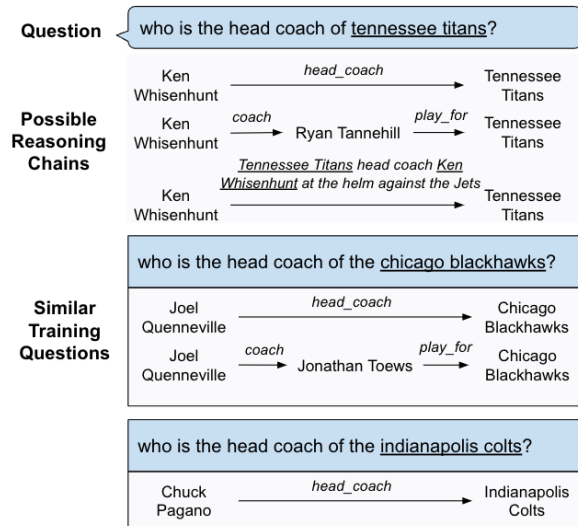 Question
who is the head coach of tennessee titans?
Possible
Reasoning
Chains
Ken
Whisenhunt
head_coach
Tennessee
Titans
Ken
Whisenhunt
coach
Ryan Tannehill
play_for
Tennessee
Titans
Ken
Whisenhunt
Tennessee Titans head coach Ken
Whisenhunt at the helm against the Jets
Tennessee
Titans
Similar
Training
Questions
who is the head coach of the chicago blackhawks?
Joel
Quenneville
head_coach
Chicago
Blackhawks
Joel
Quenneville
coach
Jonathan Toews
play_for
Chicago
Blackhawks
who is the head coach of the indianapolis colts?
Chuck
Pagano
head_coach
Indianapolis
Colts